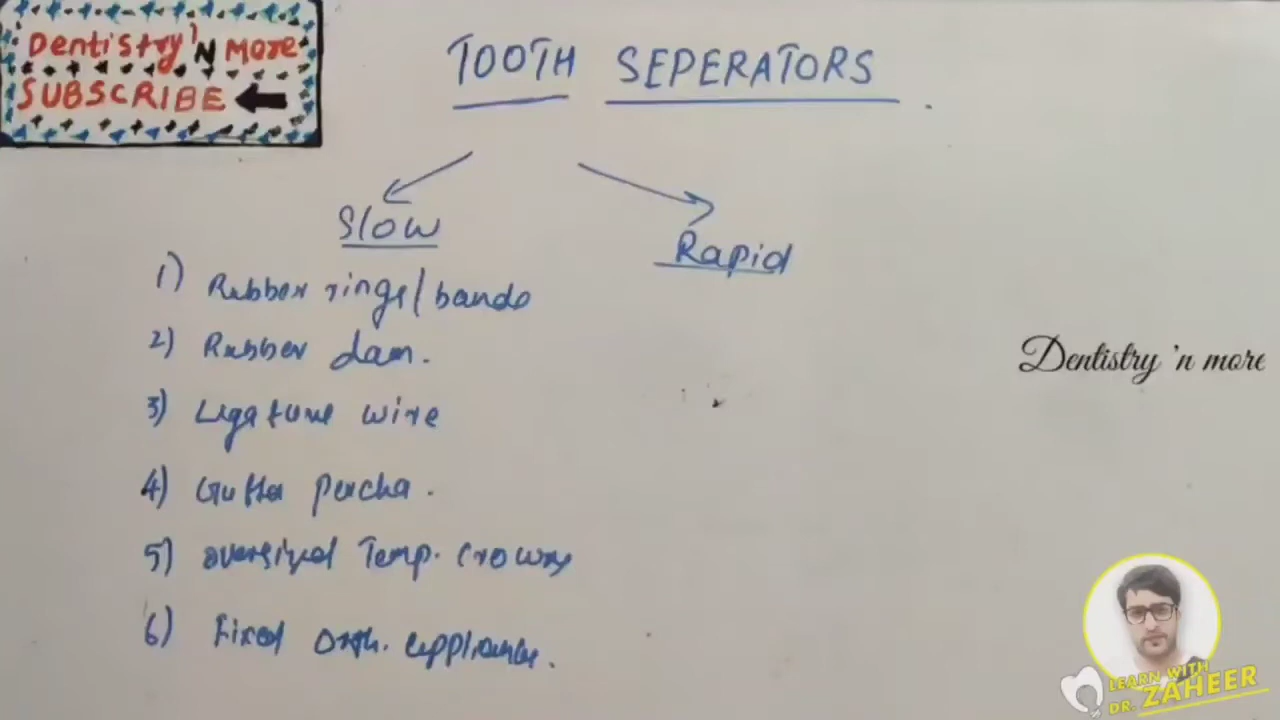 Dentistry 'N More
SUBSCRIBE
TOOTH SEPERATORS
Slow
Rapid
1) Rubber rings/bands
2) Rubber dam.
3) Ligature wire
4) Gutta percha.
5) oversized Temp. Crowns
6) Fixed Orth. appliances.
Dentistry 'n more
LEARN WITH
DR. ZAHEER